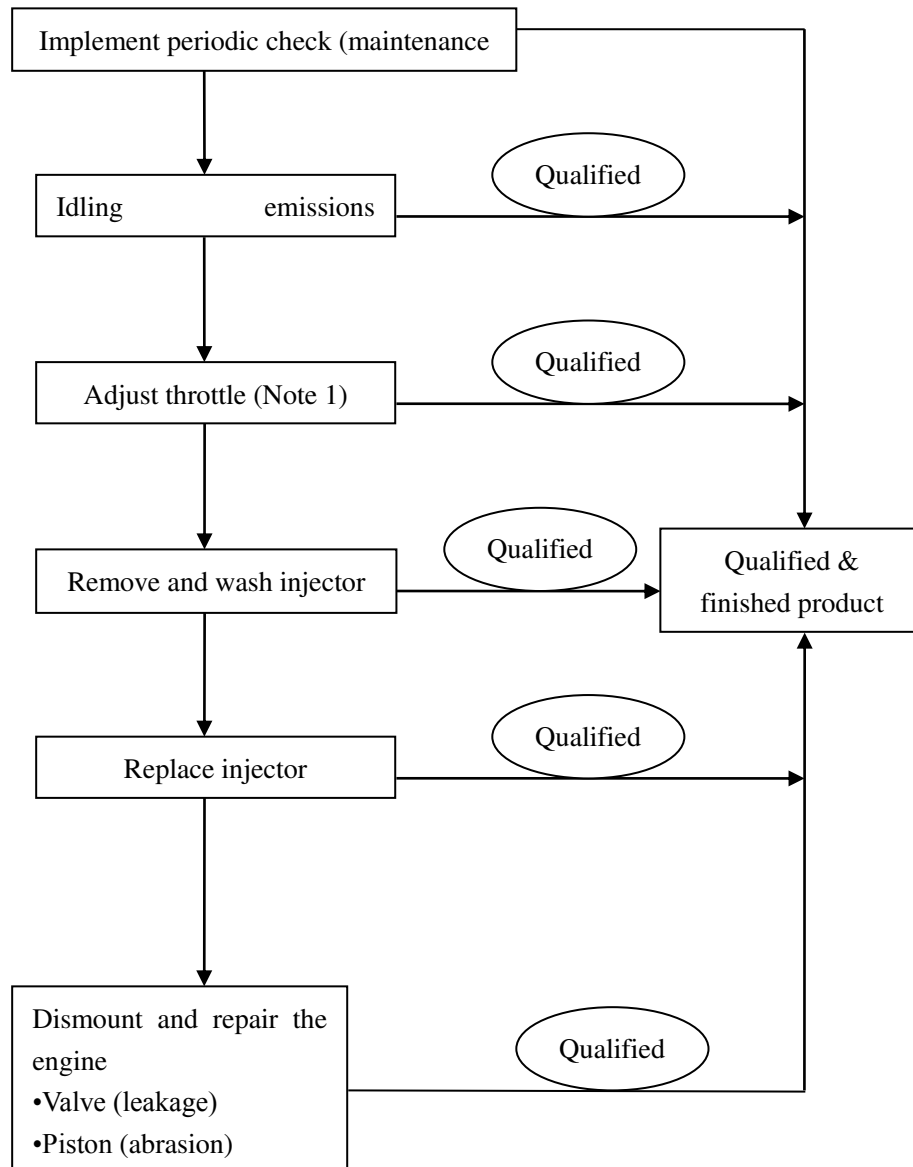 Implement periodic check (maintenance
Qualified
Idling emissions
Qualified
Adjust throttle (Note 1)
Qualified
Remove and wash injector
Qualified &
finished product
Qualified
Replace injector
Dismount and repair the
engine
•Valve (leakage)
•Piston (abrasion)
Qualified